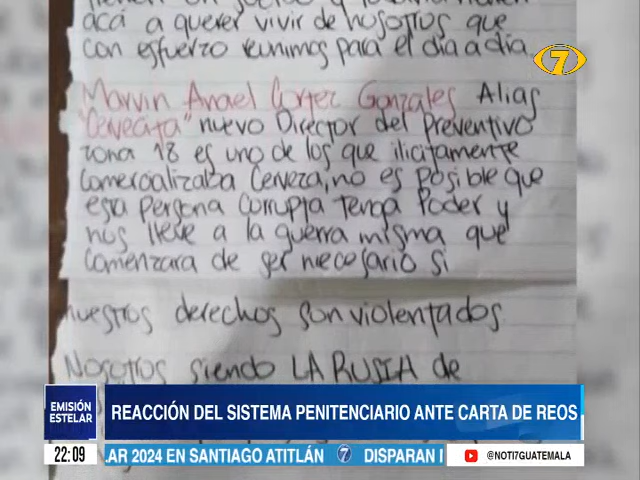 acá a querer vivir de nosotros que
con esfuerzo reunimos para el día a día
7
Marvin Anael Cortez Gonzales Alias
"Cervecita" nuevo Director del Preventivo
zona 18 es uno de los que ilicitamente
comercializaba cerveza, no es posible que
esta persona corrupta tenga Poder y
nos lleve a la guerra misma que
comenzara de ser necesario si
nuestros derechos son violentados
Nosotros siendo LA RUSIA de
EMISIÓN
ESTELAR
REACCIÓN DEL SISTEMA PENITENCIARIO ANTE CARTA DE REOS
22:09
LAR 2024 EN SANTIAGO ATITLÁN 7 DISPARAN
@NOTI7GUATEMALA